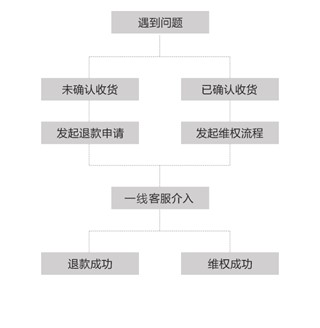 遇到问题
未确认收货
已确认收货
发起退款申请
发起维权流程
一线客服介入
退款成功
维权成功